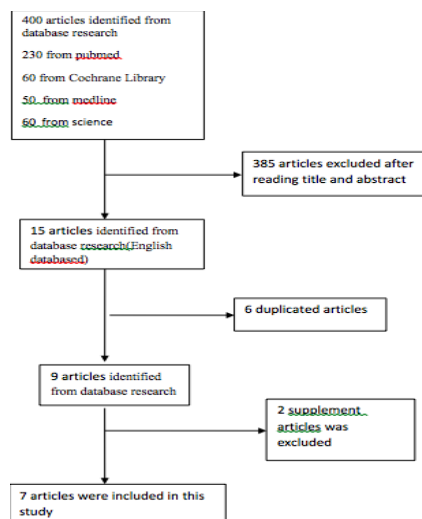 400 articles identified from
database research
230 from pubmed
60 from Cochrane Library
50 from medline
60 from science
385 articles excluded after
reading title and abstract
15 articles identified from
database research(English
databased)
6 duplicated articles
9 articles identified
from database research
2 supplement
articles was
excluded
7 articles were included in this
study